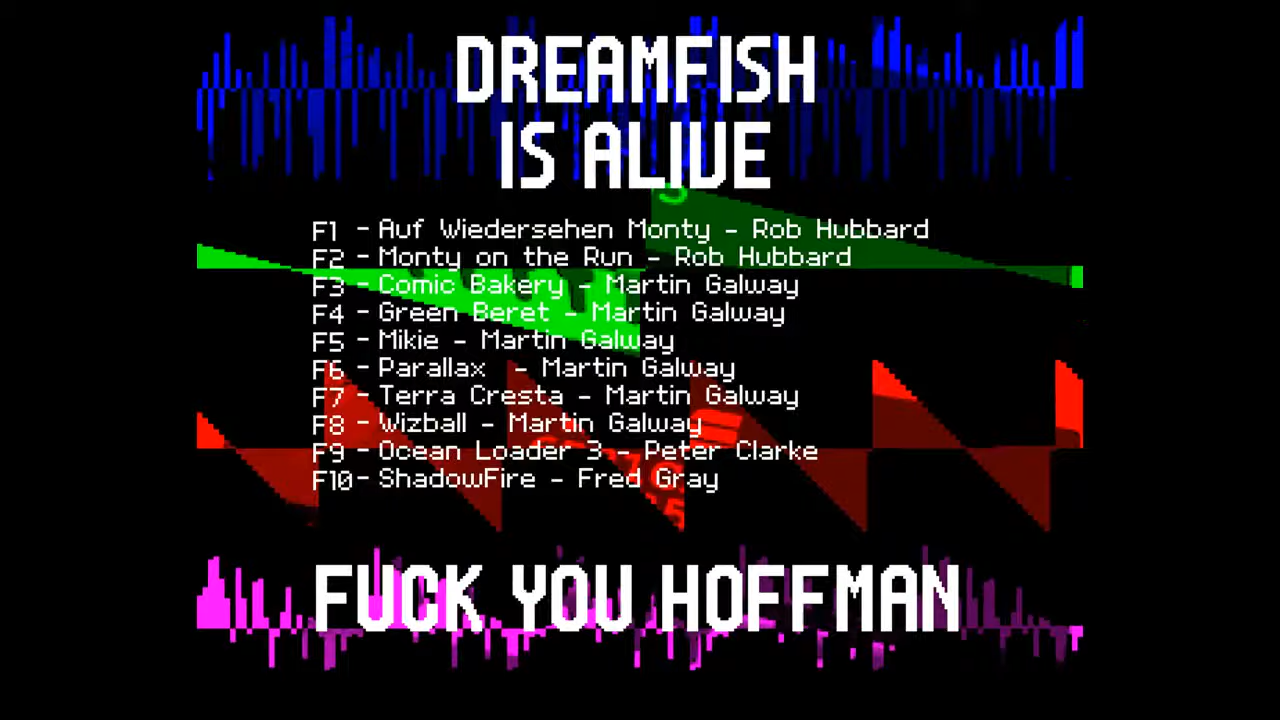 DREAMFISH
IS ALIVE
F1 - Auf Wiedersehen Monty - Rob Hubbard
F2 - Monty on the Run - Rob Hubbard
F3 - Comic Bakery - Martin Galway
F4 - Green Beret - Martin Galway
F5 - Mikie - Martin Galway
F6 - Parallax - Martin Galway
F7 - Terra Cresta - Martin Galway
F8 - Wizball - Martin Galway
F9 - Ocean Loader 3 - Peter Clarke
F10 - ShadowFire - Fred Gray
FUCK YOU HOFFMAN